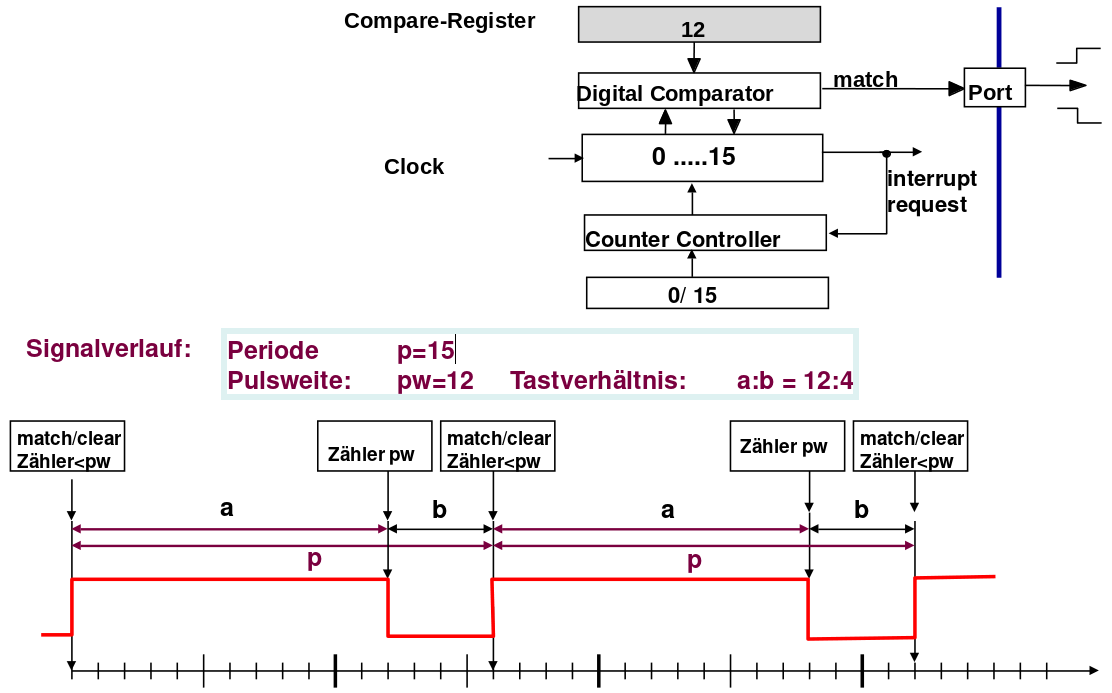 Compare-Register
12
Digital Comparator
match
Port
Clock
0 .....15
interrupt
request
Counter Controller
0/ 15
Signalverlauf:
Periode p=15
Pulsweite: pw=12 Tastverhältnis: a:b = 12:4
match/clear
Zähler<pw
Zähler pw
match/clear
Zähler<pw
Zähler pw
match/clear
Zähler<pw
a b a b
p p